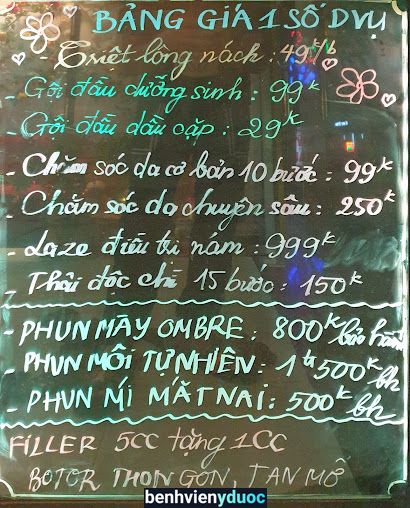 BẢNG GIÁ 1 SỐ DVỤ
- Triệt lông nách : 49k/b
- Gội đầu dưỡng sinh : 99k
- Gội đầu dầu cặp : 29k
- Chăm sóc da cơ bản 10 bước : 99k
- Chăm sóc da chuyên sâu : 250k
- Laze điều trị nám : 999k
- Thải độc chì 15 bước : 150k
- PHUN MÀY OMBRE : 800k bảo hành
- PHUN MÔI TỰ NHIÊN : 1tr500k bh
- PHUN MÍ MẮT NAI : 500k bh
FILLER 5CC tặng 1CC
BOTOR THON GỌN, TAN MỠ
benhvienyduoc